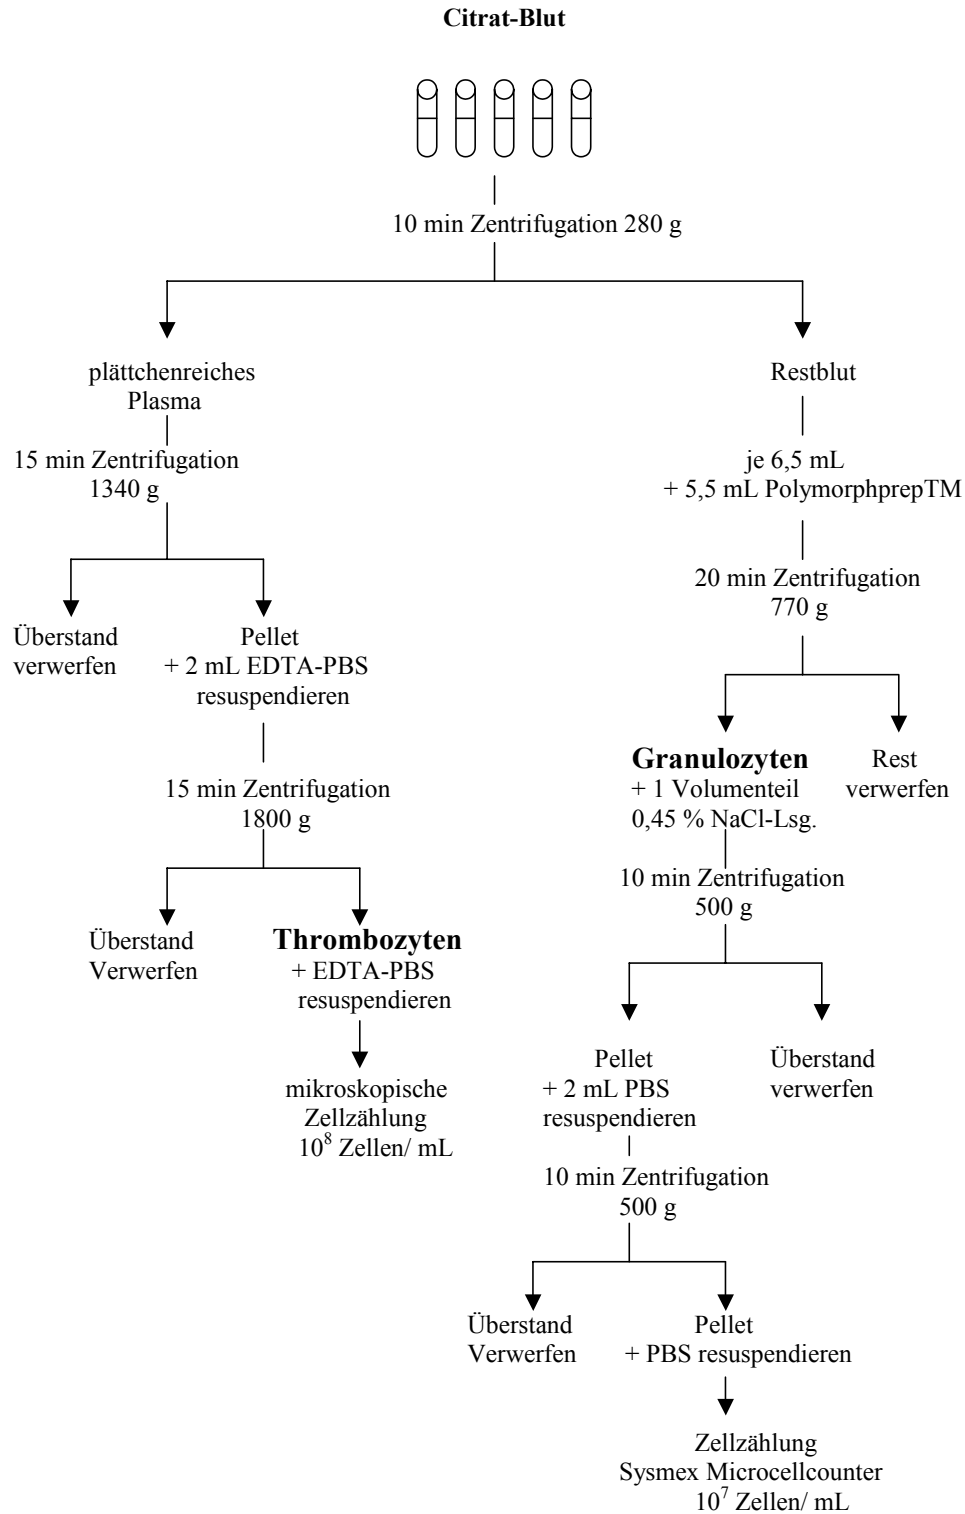 Citrat-Blut
10 min Zentrifugation 280 g
plättchenreiches
Plasma
15 min Zentrifugation
1340 g
Überstand
verwerfen
Pellet
+ 2 mL EDTA-PBS
resuspendieren
15 min Zentrifugation
1800 g
Überstand
Verwerfen
Thrombozyten
+ EDTA-PBS
resuspendieren
mikroskopische
Zellzählung
10⁸ Zellen/ mL
Restblut
je 6,5 mL
+ 5,5 mL PolymorphprepTM
20 min Zentrifugation
770 g
Granulozyten
+ 1 Volumenteil
0,45 % NaCl-Lsg.
Rest
verwerfen
10 min Zentrifugation
500 g
Pellet
+ 2 mL PBS
resuspendieren
Überstand
verwerfen
10 min Zentrifugation
500 g
Überstand
Verwerfen
Pellet
+ PBS resuspendieren
Zellzählung
Sysmex Microcellcounter
10⁷ Zellen/ mL